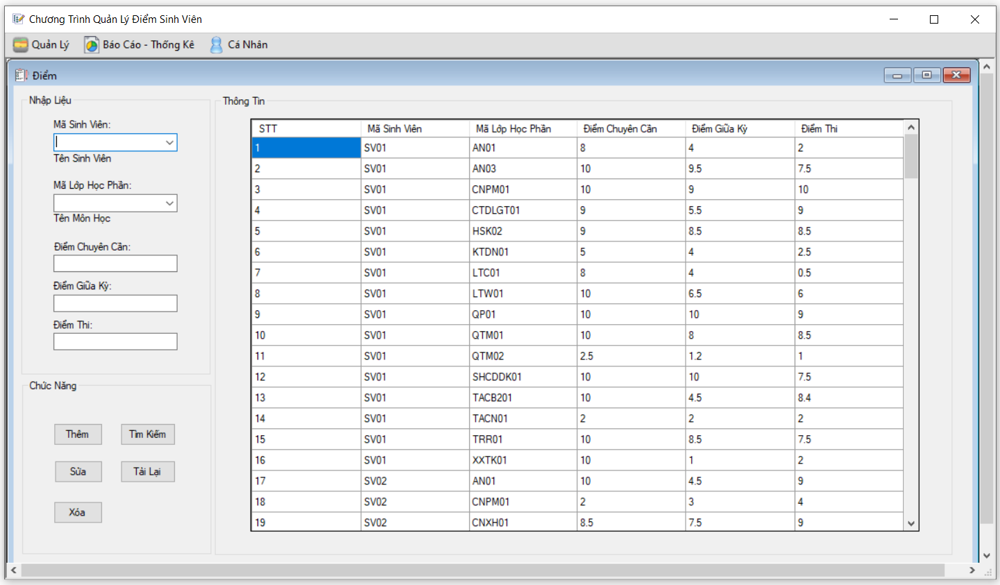 Chương Trình Quản Lý Điểm Sinh Viên
Quản Lý Báo Cáo - Thống Kê Cá Nhân
Điểm
Nhập Liệu
Mã Sinh Viên:
Tên Sinh Viên
Mã Lớp Học Phần:
Tên Môn Học
Điểm Chuyên Cần:
Điểm Giữa Kỳ:
Điểm Thi:
Chức Năng
Thêm Tìm Kiếm
Sửa Tải Lại
Xóa
Thông Tin
STT Mã Sinh Viên Mã Lớp Học Phần Điểm Chuyên Cần Điểm Giữa Kỳ Điểm Thi
1 SV01 AN01 8 4 2
2 SV01 AN03 10 9.5 7.5
3 SV01 CNPM01 10 9 10
4 SV01 CTDLGT01 9 5.5 9
5 SV01 HSK02 9 8.5 8.5
6 SV01 KTDN01 5 4 2.5
7 SV01 LTC01 8 4 0.5
8 SV01 LTW01 10 6.5 6
9 SV01 QP01 10 10 9
10 SV01 QTM01 10 8 8.5
11 SV01 QTM02 2.5 1.2 1
12 SV01 SHCDDK01 10 10 7.5
13 SV01 TACB201 10 4.5 8.4
14 SV01 TACN01 2 2 2
15 SV01 TRR01 10 8.5 7.5
16 SV01 XXTK01 10 1 2
17 SV02 AN01 10 4.5 9
18 SV02 CNPM01 2 3 4
19 SV02 CNXH01 8.5 7.5 9